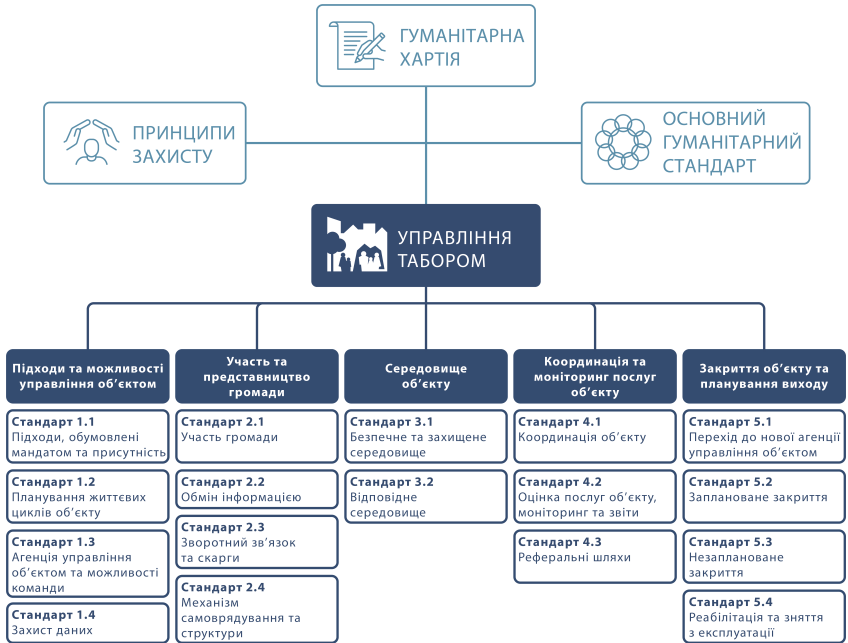 ГУМАНІТАРНА
ХАРТІЯ
ПРИНЦИПИ
ЗАХИСТУ
ОСНОВНИЙ
ГУМАНІТАРНИЙ
СТАНДАРТ
УПРАВЛІННЯ
ТАБОРОМ
Підходи та можливості
управління об’єктом
Стандарт 1.1
Підходи, обумовлені
мандатом та присутність
Стандарт 1.2
Планування життєвих
циклів об’єкту
Стандарт 1.3
Агенція управління
об’єктом та можливості
команди
Стандарт 1.4
Захист даних
Участь та
представництво
громади
Стандарт 2.1
Участь громади
Стандарт 2.2
Обмін інформацією
Стандарт 2.3
Зворотний зв’язок
та скарги
Стандарт 2.4
Механізм
самоврядування та
структури
Середовище
об’єкту
Стандарт 3.1
Безпечне та захищене
середовище
Стандарт 3.2
Відповідне
середовище
Координація та
моніторинг послуг
об’єкту
Стандарт 4.1
Координація об’єкту
Стандарт 4.2
Оцінка послуг об’єкту,
моніторинг та звіти
Стандарт 4.3
Реферальні шляхи
Закриття об’єкту та
планування виходу
Стандарт 5.1
Перехід до нової агенції
управління об’єктом
Стандарт 5.2
Заплановане закриття
Стандарт 5.3
Незаплановане
закриття
Стандарт 5.4
Реабілітація та зняття
з експлуатації